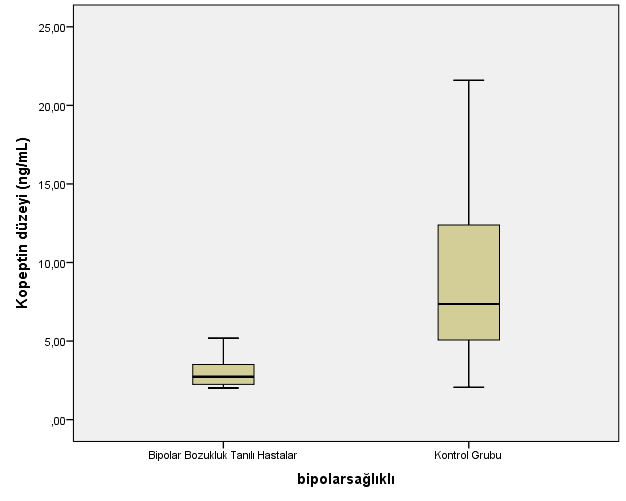 25,00
20,00
15,00
10,00
5,00
,00
Kopeptin düzeyi (ng/mL)
Bipolar Bozukluk Tanılı Hastalar
Kontrol Grubu
bipolarsağlıklı